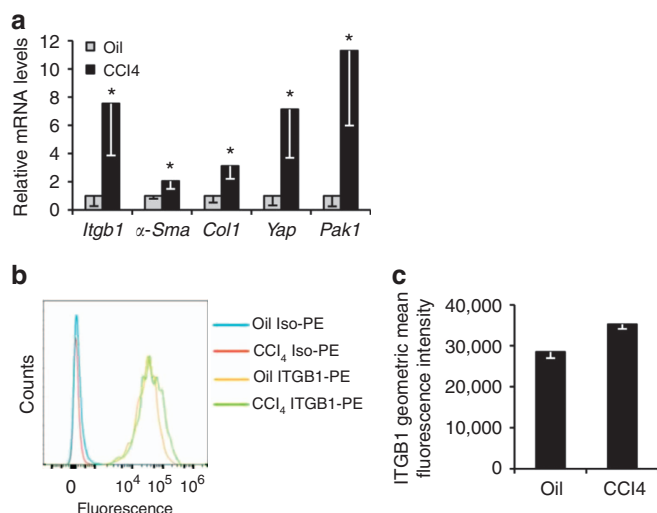 a
Oil
CCl4
Relative mRNA levels
12
10
8
6
4
2
0
*
*
*
*
*
Itgb1
α-Sma
Col1
Yap
Pak1
b
Counts
Oil Iso-PE
CCl4 Iso-PE
Oil ITGB1-PE
CCl4 ITGB1-PE
0
10^4
10^5
10^6
Fluorescence
c
ITGB1 geometric mean
fluorescence intensity
40,000
30,000
20,000
10,000
0
Oil
CCl4